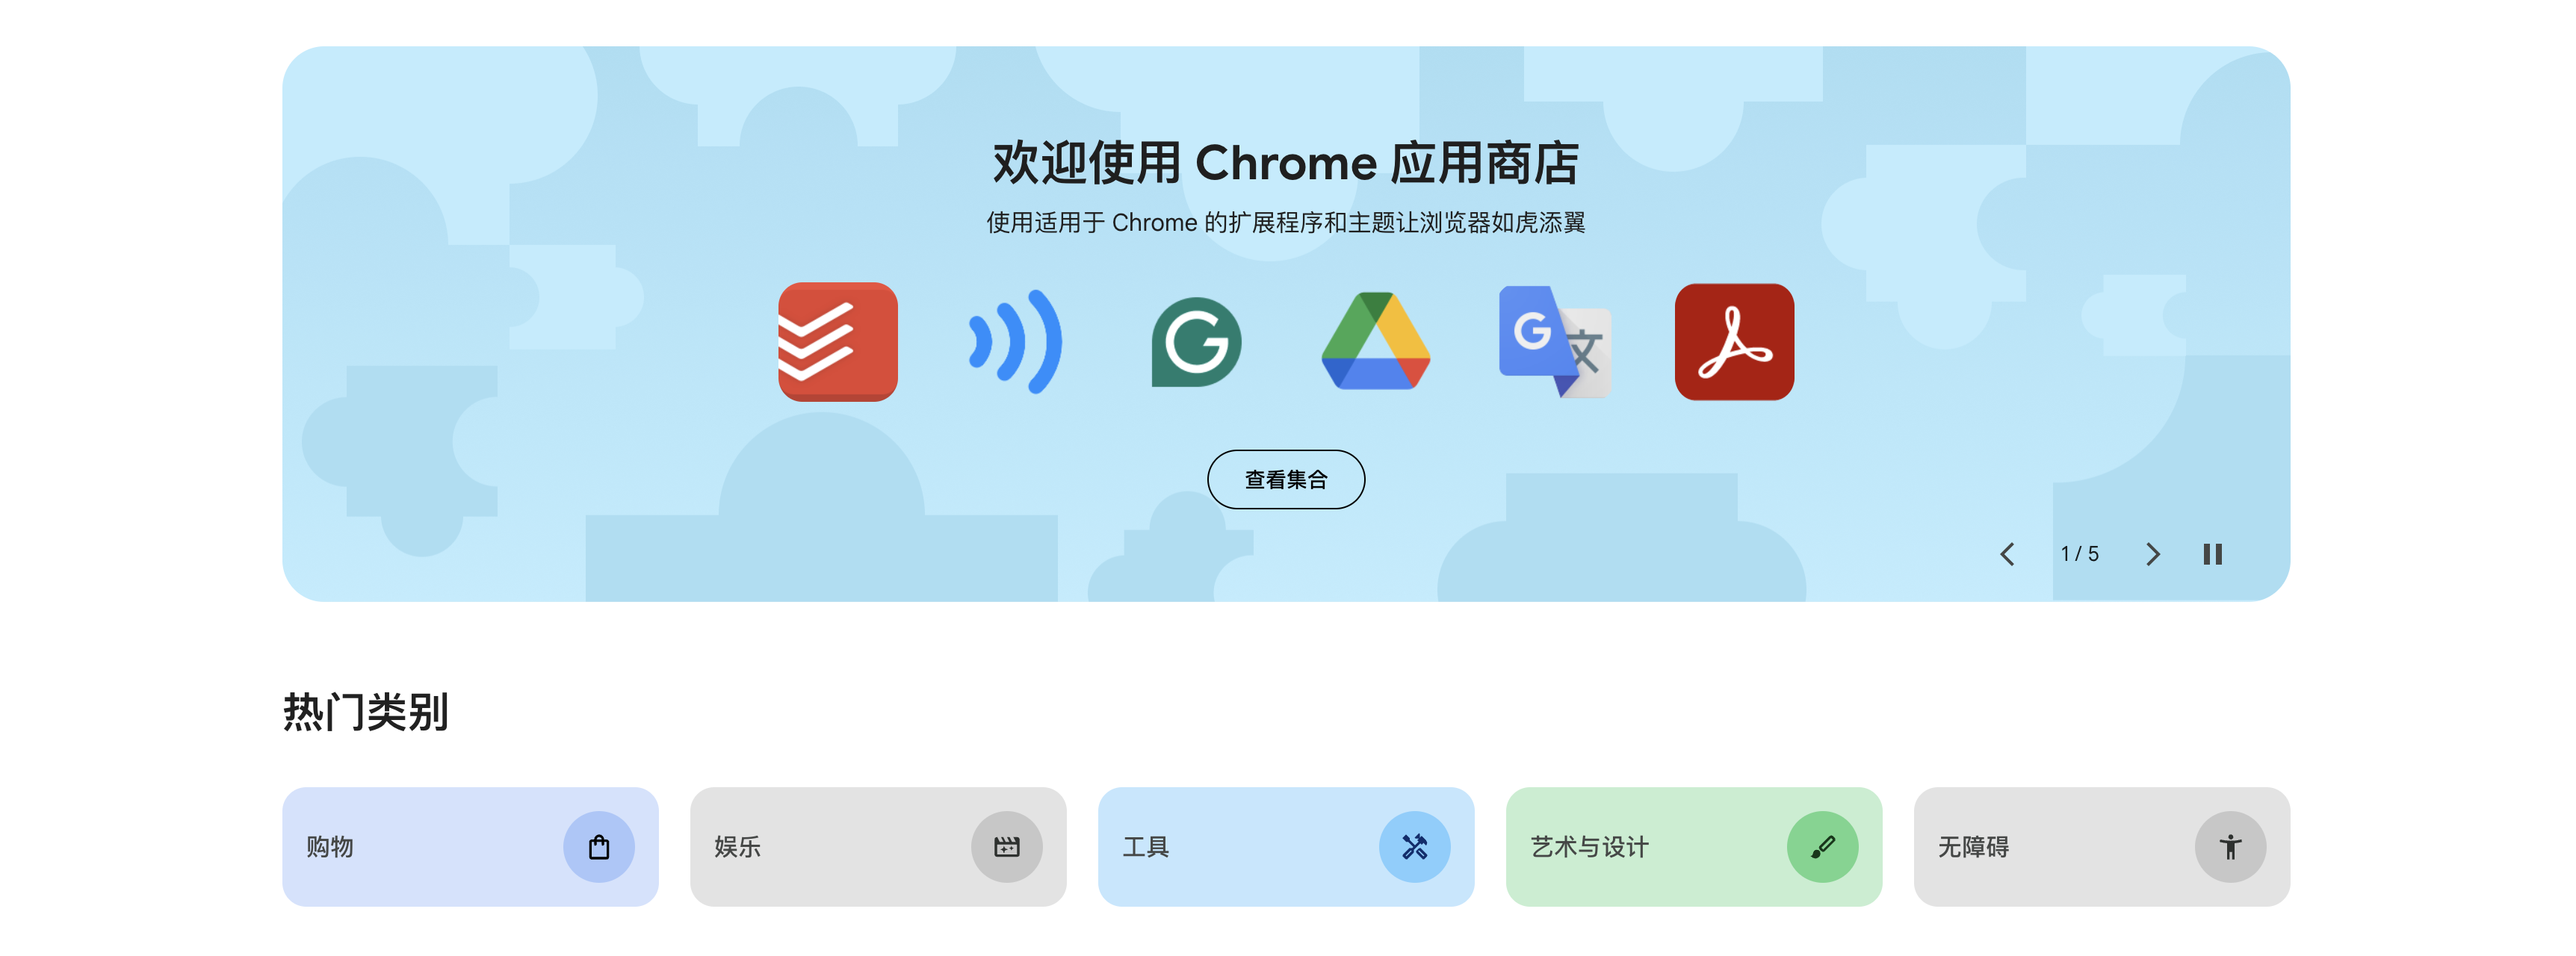 欢迎使用 Chrome 应用商店
使用适用于 Chrome 的扩展程序和主题让浏览器如虎添翼
G
G 文
查看集合
1 / 5
热门类别
购物
娱乐
工具
艺术与设计
无障碍